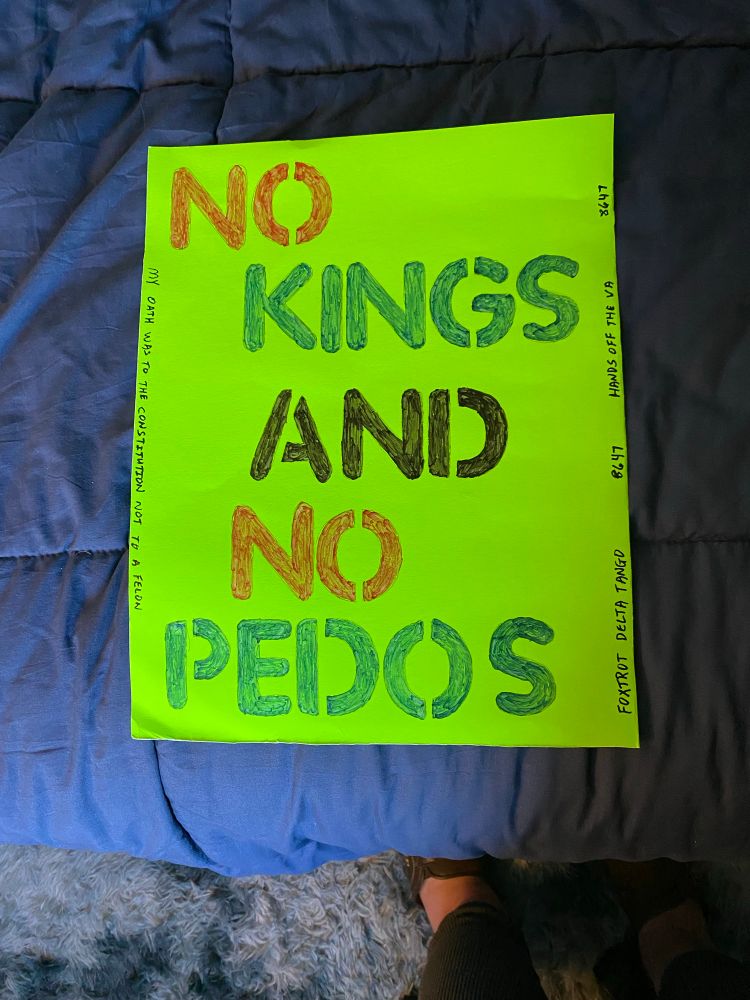 NO
KINGS
AND
NO
PEDOS
MY OATH WAS TO THE CONSTITUTION NOT TO A FELON
FOXTROT DELTA TANGO
8647
HANDS OFF THE VA
8647